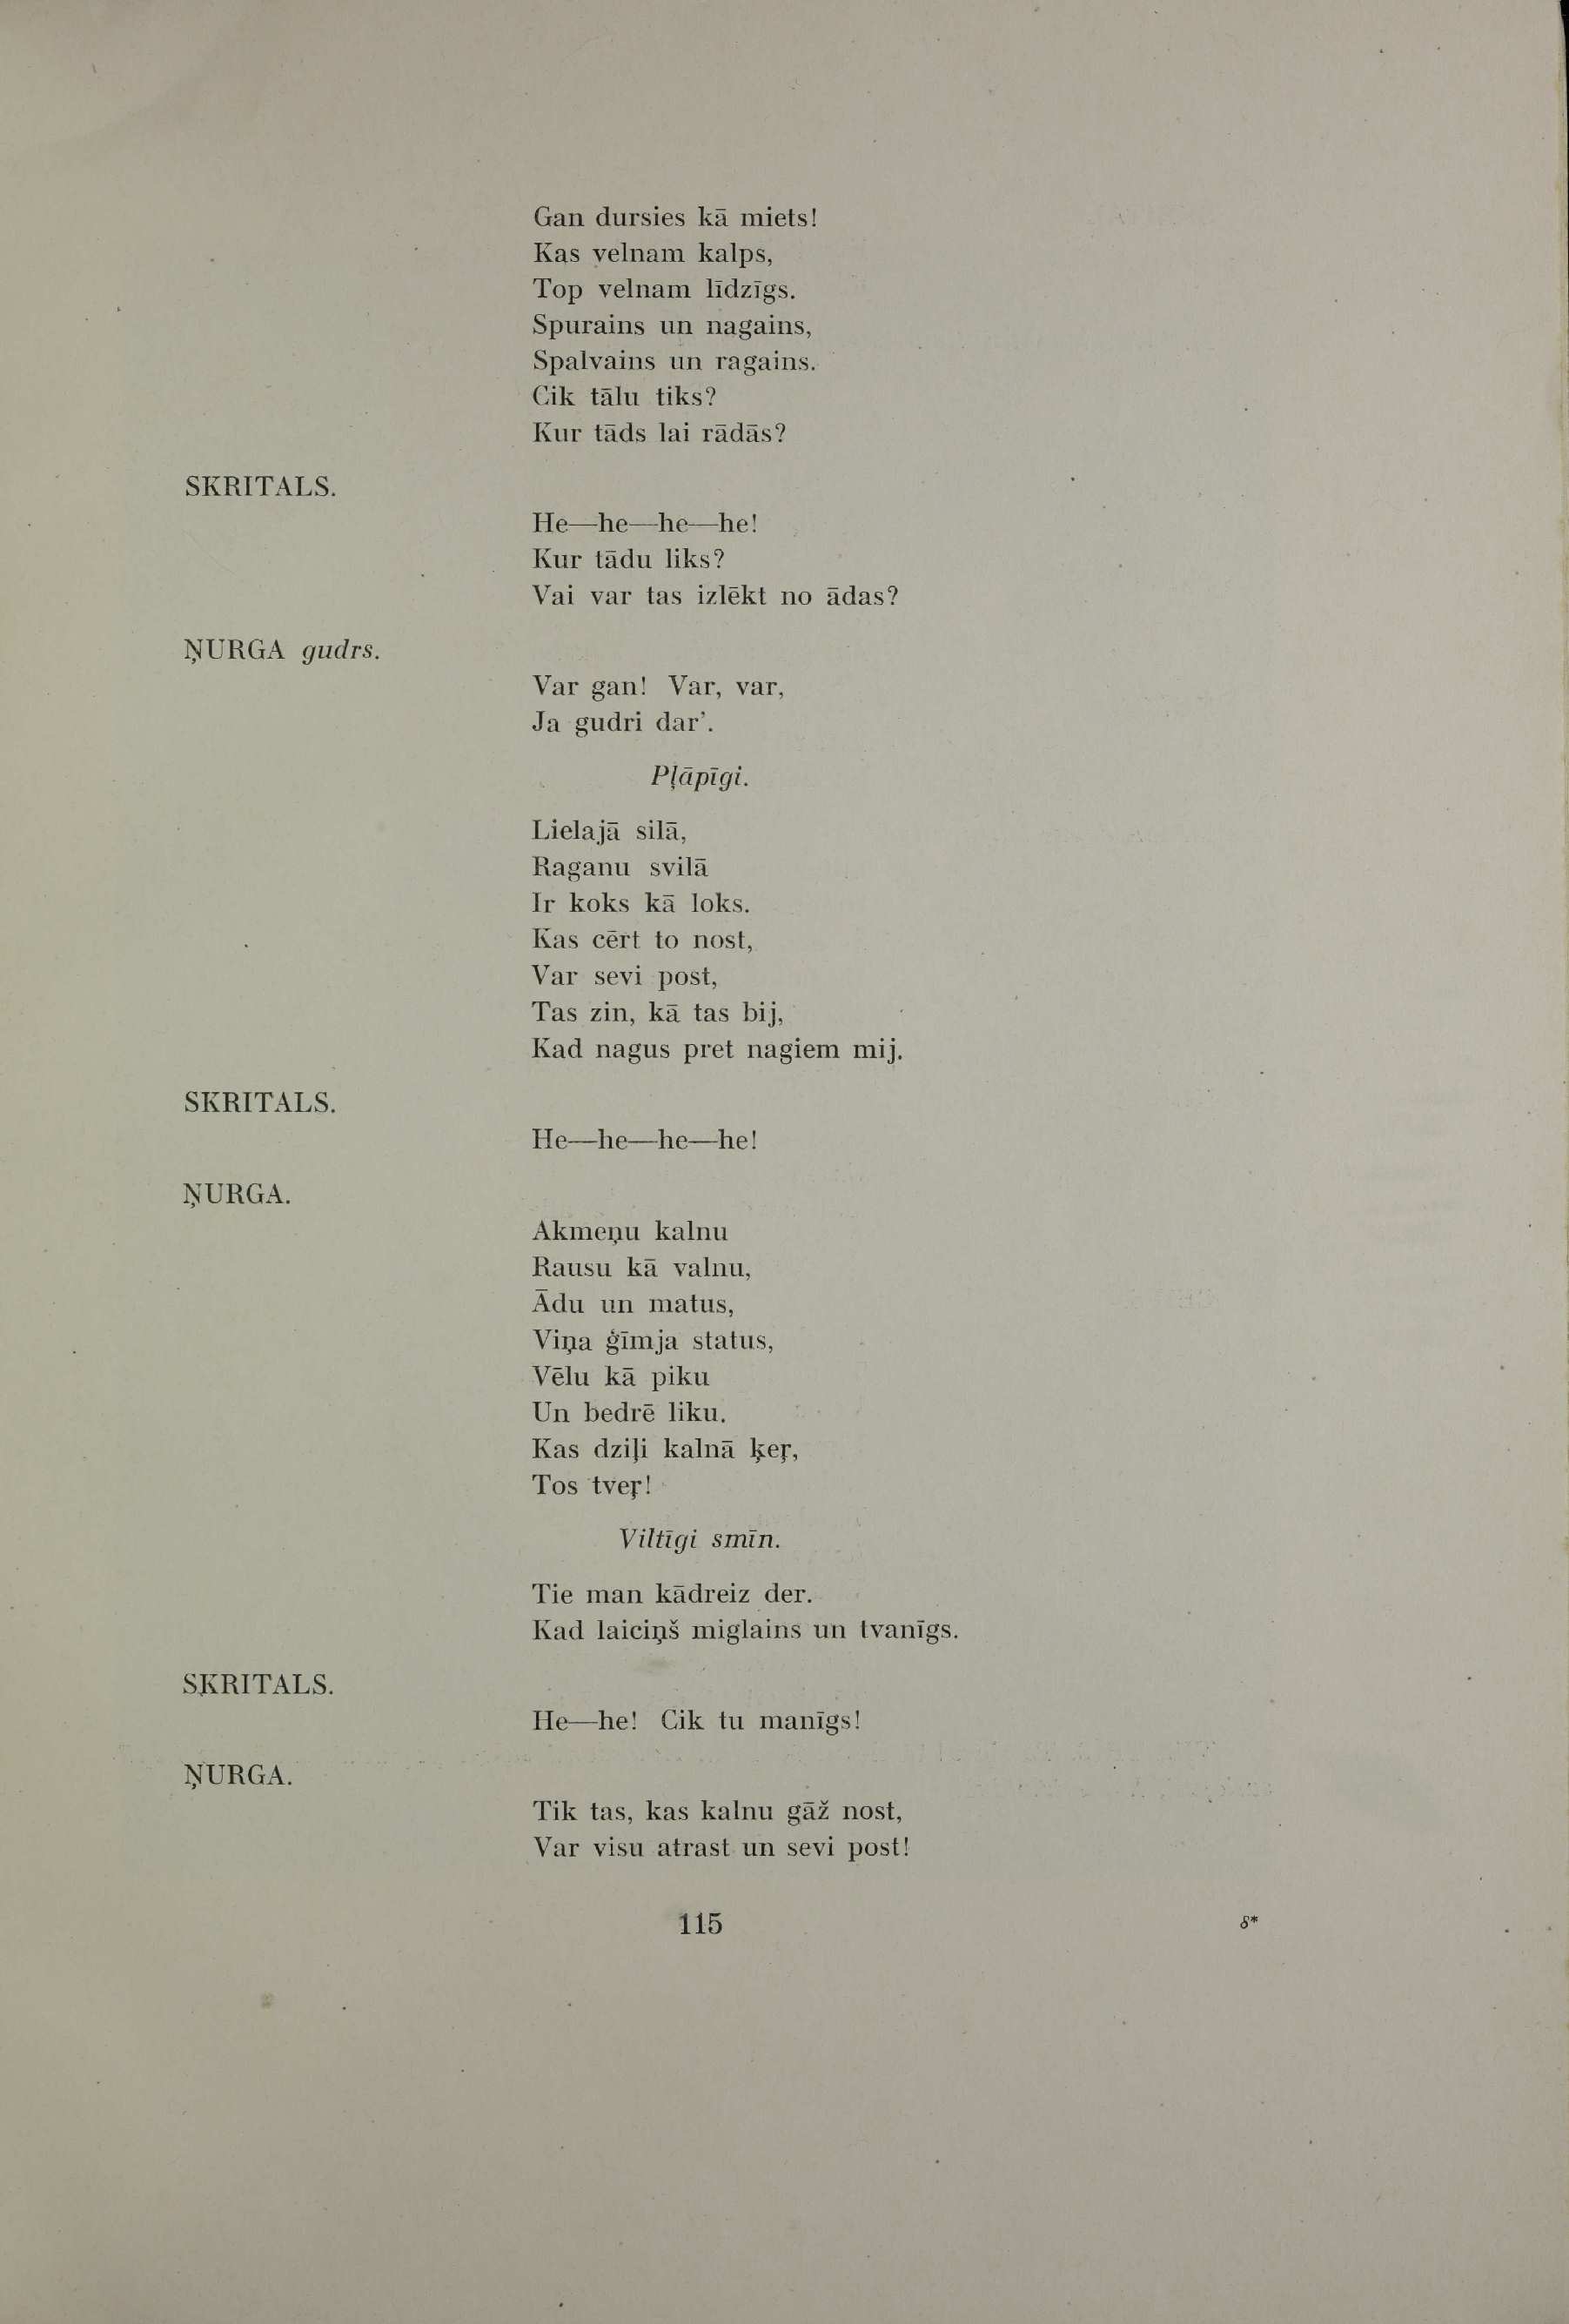 Gan dursies kā miets!
Kas velnam kalps,
Top velnam līdzīgs.
Spurains un nagains,
Spalvains un ragains.
Cik tālu tiks?
Kur tāds lai rādās?
SKRITALS.
He—he—he—he!
Kur tādu liks?
Vai var tas izlēkt no ādas?
ŅURGA gudrs.
Var gan! Var, var,
Ja gudri dar’.
Pļāpīgi.
Lielajā silā,
Raganu svilā
Ir koks kā loks.
Kas cērt to nost,
Var sevi post,
Tas zin, kā tas bij,
Kad nagus pret nagiem mij.
SKRITALS.
He—he—he—he!
ŅURGA.
Akmeņu kalnu
Rausu kā valnu,
Ādu un matus,
Viņa ģīmja status,
Vēlu kā piku
Un bedrē liku.
Kas dziļi kalnā ķeŗ,
Tos tveŗ!
Viltīgi smīn.
Tie man kādreiz der.
Kad laiciņš miglains un tvanīgs.
SKRITALS.
He—he! Cik tu manīgs!
ŅURGA.
Tik tas, kas kalnu gāž nost,
Var visu atrast un sevi post!
115 8*